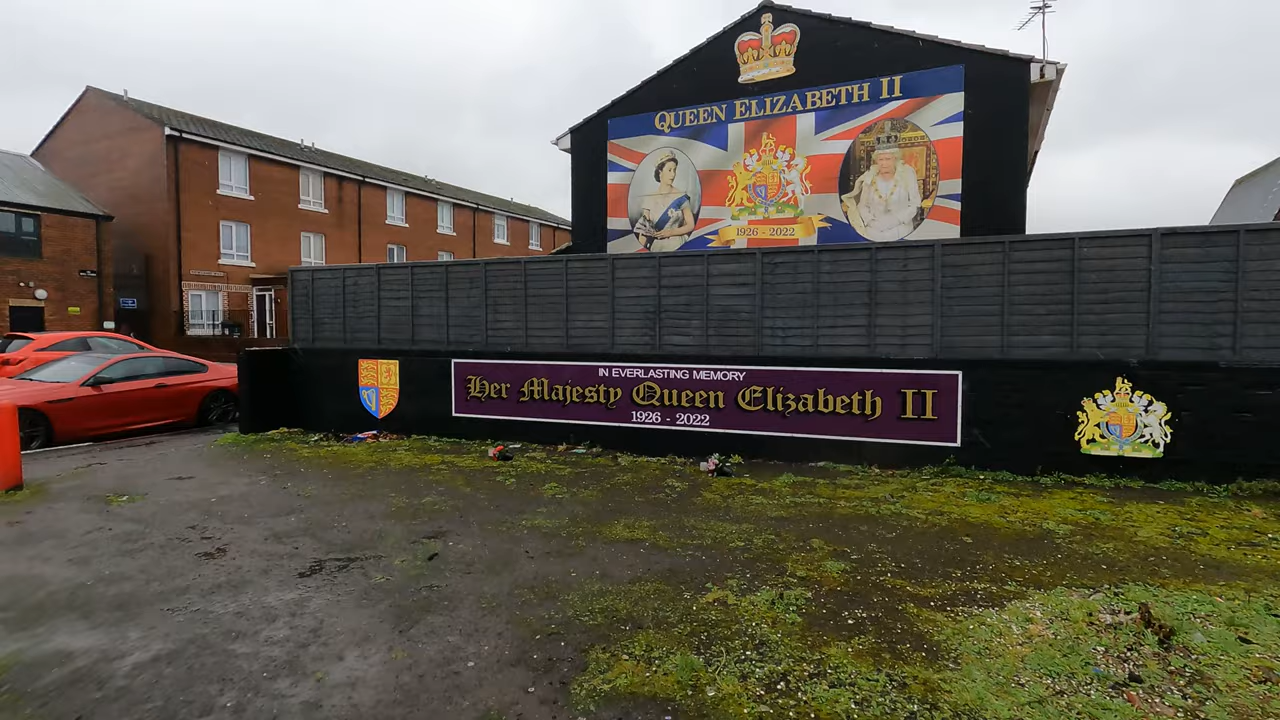 QUEEN ELIZABETH II
1926 - 2022
IN EVERLASTING MEMORY
Her Majesty Queen Elizabeth II
1926 - 2022